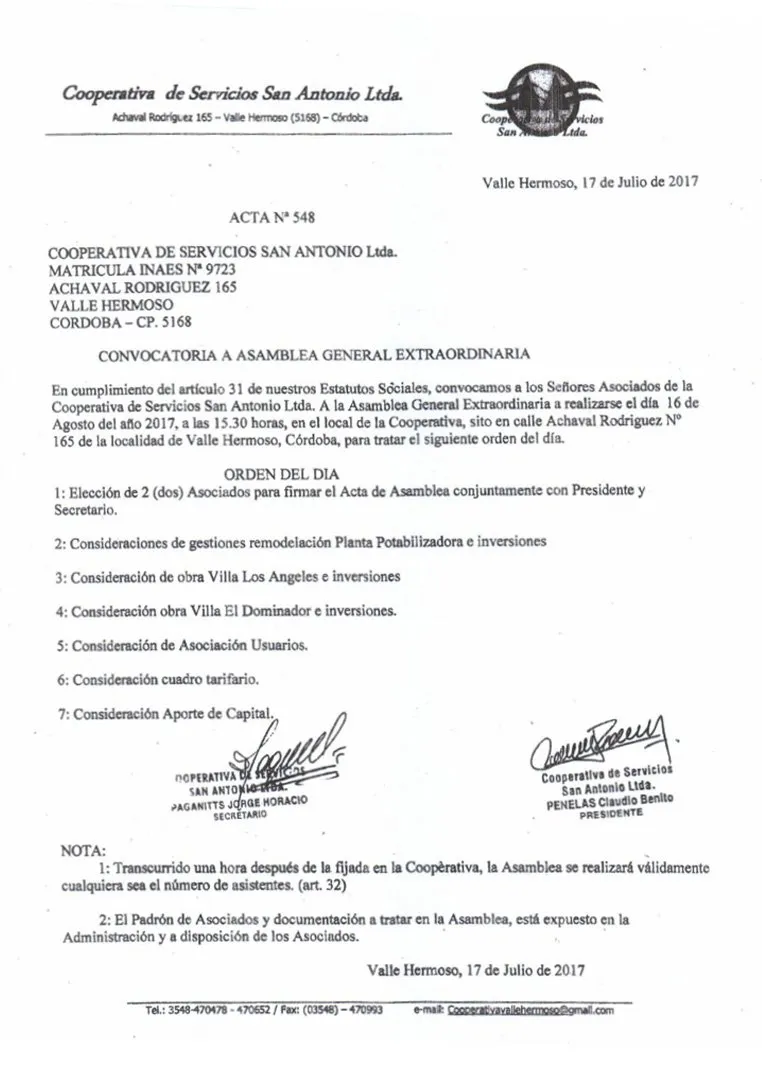 Cooperativa de Servicios San Antonio Ltda.
Achaval Rodriguez 165 – Valle Hermoso (5168) – Córdoba
Cooperativa de Servicios
San Antonio Ltda.
Valle Hermoso, 17 de Julio de 2017
ACTA Nª 548
COOPERATIVA DE SERVICIOS SAN ANTONIO Ltda.
MATRICULA INAES Nª 9723
ACHAVAL RODRIGUEZ 165
VALLE HERMOSO
CORDOBA – CP. 5168
CONVOCATORIA A ASAMBLEA GENERAL EXTRAORDINARIA
En cumplimiento del artículo 31 de nuestros Estatutos Sociales, convocamos a los Señores Asociados de la
Cooperativa de Servicios San Antonio Ltda. A la Asamblea General Extraordinaria a realizarse el día 16 de
Agosto del año 2017, a las 15.30 horas, en el local de la Cooperativa, sito en calle Achaval Rodriguez N°
165 de la localidad de Valle Hermoso, Córdoba, para tratar el siguiente orden del día.
ORDEN DEL DIA
1: Elección de 2 (dos) Asociados para firmar el Acta de Asamblea conjuntamente con Presidente y
Secretario.
2: Consideraciones de gestiones remodelación Planta Potabilizadora e inversiones
3: Consideración de obra Villa Los Angeles e inversiones
4: Consideración obra Villa El Dominador e inversiones.
5: Consideración de Asociación Usuarios.
6: Consideración cuadro tarifario.
7: Consideración Aporte de Capital.
COOPERATIVA DE SERVICIOS
SAN ANTONIO LTDA.
PAGANITTS JORGE HORACIO
SECRETARIO
Cooperativa de Servicios
San Antonio Ltda.
PENELAS Claudio Benito
PRESIDENTE
NOTA:
1: Transcurrido una hora después de la fijada en la Coopèrativa, la Asamblea se realizará válidamente
cualquiera sea el número de asistentes. (art. 32)
2: El Padrón de Asociados y documentación a tratar en la Asamblea, está expuesto en la
Administración y a disposición de los Asociados.
Valle Hermoso, 17 de Julio de 2017
Tel.: 3548-470478 - 470652 / Fax: (03548) – 470993 e-mail: Cooperativavallehermoso@gmail.com